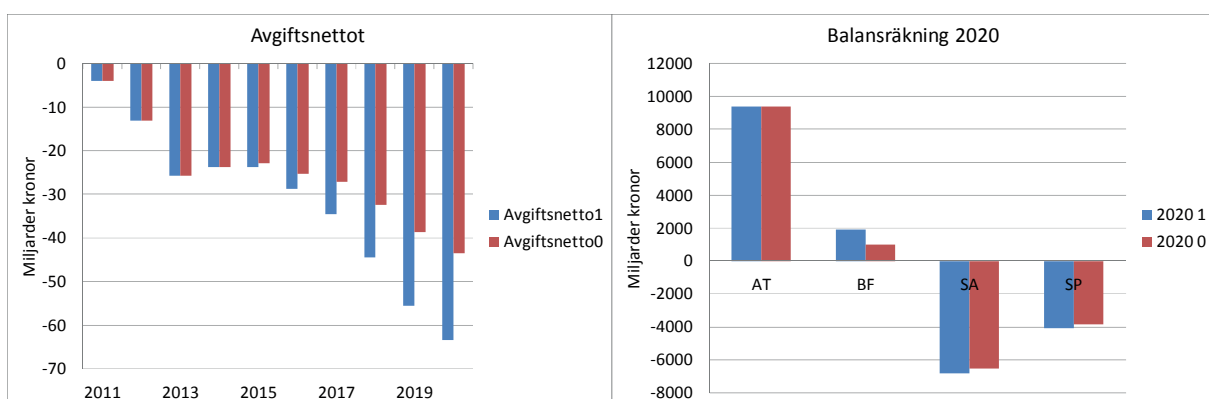 Avgiftsnettot
Miljarder kronor
0
-10
-20
-30
-40
-50
-60
-70
2011 2013 2015 2017 2019
Avgiftsnetto1
Avgiftsnetto0
Balansräkning 2020
Miljarder kronor
12000
10000
8000
6000
4000
2000
0
-2000
-4000
-6000
-8000
AT BF SA SP
2020 1
2020 0